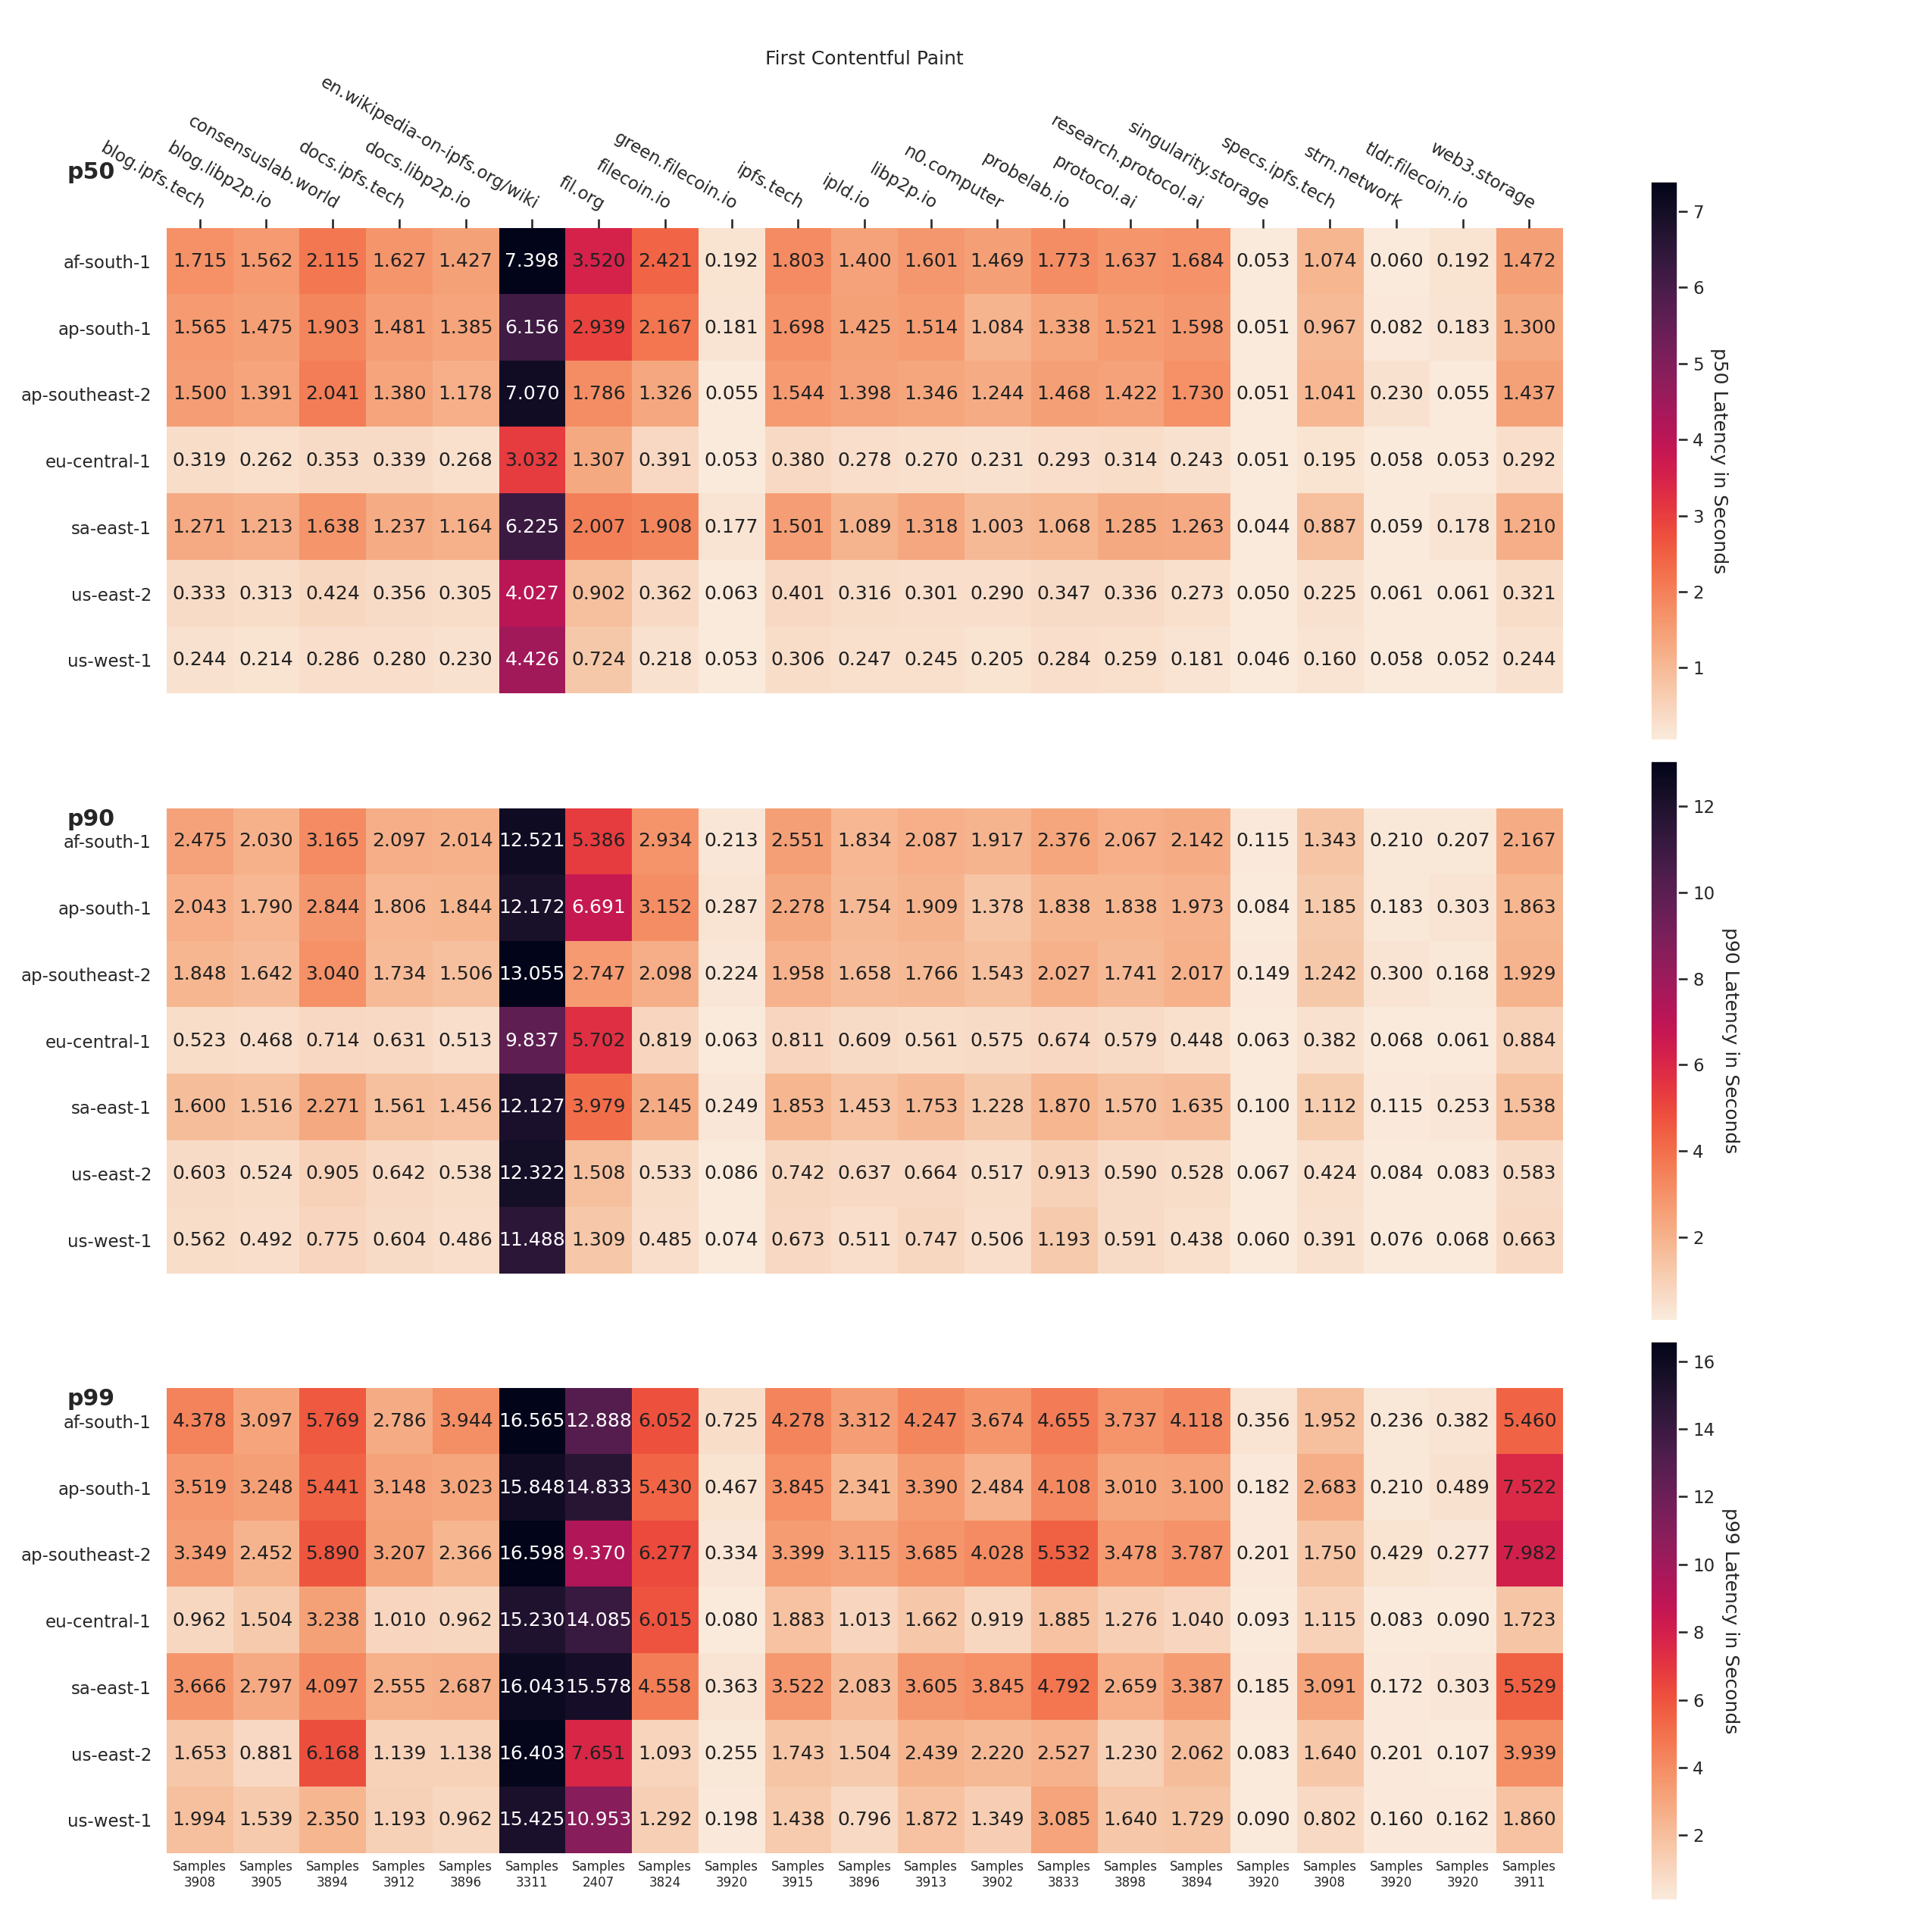 First Contentful Paint
p50
blog.ipfs.tech
blog.libp2p.io
consensuslab.world
docs.ipfs.tech
docs.libp2p.io
en.wikipedia-on-ipfs.org/wiki
fil.org
filecoin.io
green.filecoin.io
ipfs.tech
ipld.io
libp2p.io
n0.computer
probelab.io
protocol.ai
research.protocol.ai
singularity.storage
specs.ipfs.tech
strn.network
tldr.filecoin.io
web3.storage
af-south-1 1.715 1.562 2.115 1.627 1.427 7.398 3.520 2.421 0.192 1.803 1.400 1.601 1.469 1.773 1.637 1.684 0.053 1.074 0.060 0.192 1.472
ap-south-1 1.565 1.475 1.903 1.481 1.385 6.156 2.939 2.167 0.181 1.698 1.425 1.514 1.084 1.338 1.521 1.598 0.051 0.967 0.082 0.183 1.300
ap-southeast-2 1.500 1.391 2.041 1.380 1.178 7.070 1.786 1.326 0.055 1.544 1.398 1.346 1.244 1.468 1.422 1.730 0.051 1.041 0.230 0.055 1.437
eu-central-1 0.319 0.262 0.353 0.339 0.268 3.032 1.307 0.391 0.053 0.380 0.278 0.270 0.231 0.293 0.314 0.243 0.051 0.195 0.058 0.053 0.292
sa-east-1 1.271 1.213 1.638 1.237 1.164 6.225 2.007 1.908 0.177 1.501 1.089 1.318 1.003 1.068 1.285 1.263 0.044 0.887 0.059 0.178 1.210
us-east-2 0.333 0.313 0.424 0.356 0.305 4.027 0.902 0.362 0.063 0.401 0.316 0.301 0.290 0.347 0.336 0.273 0.050 0.225 0.061 0.061 0.321
us-west-1 0.244 0.214 0.286 0.280 0.230 4.426 0.724 0.218 0.053 0.306 0.247 0.245 0.205 0.284 0.259 0.181 0.046 0.160 0.058 0.052 0.244
7
6
5
4
3
2
1
p50 Latency in Seconds
p90
af-south-1 2.475 2.030 3.165 2.097 2.014 12.521 5.386 2.934 0.213 2.551 1.834 2.087 1.917 2.376 2.067 2.142 0.115 1.343 0.210 0.207 2.167
ap-south-1 2.043 1.790 2.844 1.806 1.844 12.172 6.691 3.152 0.287 2.278 1.754 1.909 1.378 1.838 1.838 1.973 0.084 1.185 0.183 0.303 1.863
ap-southeast-2 1.848 1.642 3.040 1.734 1.506 13.055 2.747 2.098 0.224 1.958 1.658 1.766 1.543 2.027 1.741 2.017 0.149 1.242 0.300 0.168 1.929
eu-central-1 0.523 0.468 0.714 0.631 0.513 9.837 5.702 0.819 0.063 0.811 0.609 0.561 0.575 0.674 0.579 0.448 0.063 0.382 0.068 0.061 0.884
sa-east-1 1.600 1.516 2.271 1.561 1.456 12.127 3.979 2.145 0.249 1.853 1.453 1.753 1.228 1.870 1.570 1.635 0.100 1.112 0.115 0.253 1.538
us-east-2 0.603 0.524 0.905 0.642 0.538 12.322 1.508 0.533 0.086 0.742 0.637 0.664 0.517 0.913 0.590 0.528 0.067 0.424 0.084 0.083 0.583
us-west-1 0.562 0.492 0.775 0.604 0.486 11.488 1.309 0.485 0.074 0.673 0.511 0.747 0.506 1.193 0.591 0.438 0.060 0.391 0.076 0.068 0.663
12
10
8
6
4
2
p90 Latency in Seconds
p99
af-south-1 4.378 3.097 5.769 2.786 3.944 16.565 12.888 6.052 0.725 4.278 3.312 4.247 3.674 4.655 3.737 4.118 0.356 1.952 0.236 0.382 5.460
ap-south-1 3.519 3.248 5.441 3.148 3.023 15.848 14.833 5.430 0.467 3.845 2.341 3.390 2.484 4.108 3.010 3.100 0.182 2.683 0.210 0.489 7.522
ap-southeast-2 3.349 2.452 5.890 3.207 2.366 16.598 9.370 6.277 0.334 3.399 3.115 3.685 4.028 5.532 3.478 3.787 0.201 1.750 0.429 0.277 7.982
eu-central-1 0.962 1.504 3.238 1.010 0.962 15.230 14.085 6.015 0.080 1.883 1.013 1.662 0.919 1.885 1.276 1.040 0.093 1.115 0.083 0.090 1.723
sa-east-1 3.666 2.797 4.097 2.555 2.687 16.043 15.578 4.558 0.363 3.522 2.083 3.605 3.845 4.792 2.659 3.387 0.185 3.091 0.172 0.303 5.529
us-east-2 1.653 0.881 6.168 1.139 1.138 16.403 7.651 1.093 0.255 1.743 1.504 2.439 2.220 2.527 1.230 2.062 0.083 1.640 0.201 0.107 3.939
us-west-1 1.994 1.539 2.350 1.193 0.962 15.425 10.953 1.292 0.198 1.438 0.796 1.872 1.349 3.085 1.640 1.729 0.090 0.802 0.160 0.162 1.860
Samples Samples Samples Samples Samples Samples Samples Samples Samples Samples Samples Samples Samples Samples Samples Samples Samples Samples Samples Samples Samples
3908 3905 3894 3912 3896 3311 2407 3824 3920 3915 3896 3913 3902 3833 3898 3894 3920 3908 3920 3920 3911
16
14
12
10
8
6
4
2
p99 Latency in Seconds